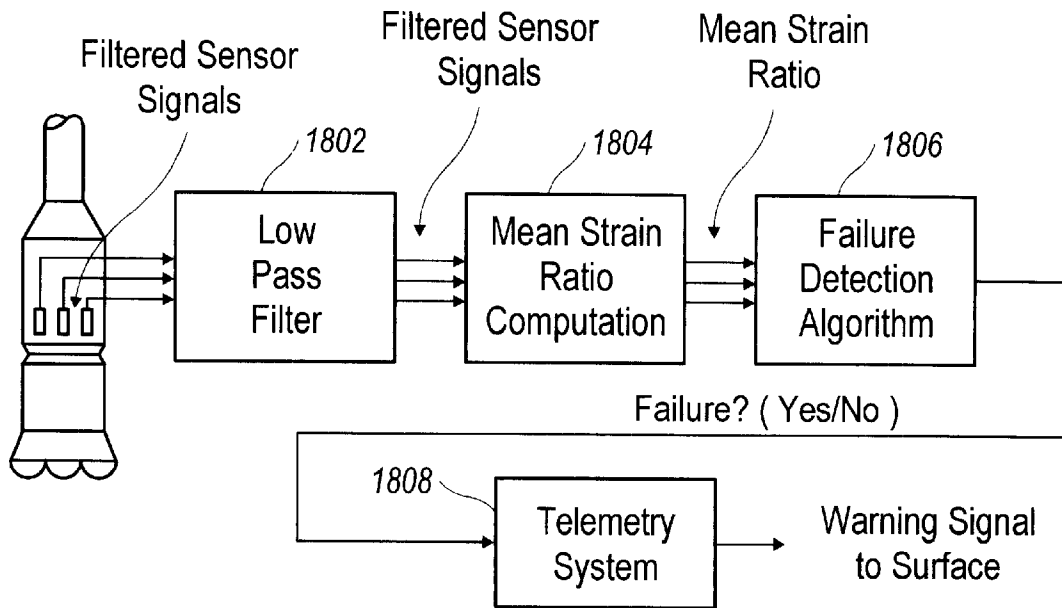 Filtered Sensor
Signals
Filtered Sensor
Signals
Mean Strain
Ratio
1802
1804
1806
Low
Pass
Filter
Mean Strain
Ratio
Computation
Failure
Detection
Algorithm
Failure? ( Yes/No )
1808
Telemetry
System
Warning Signal
to Surface